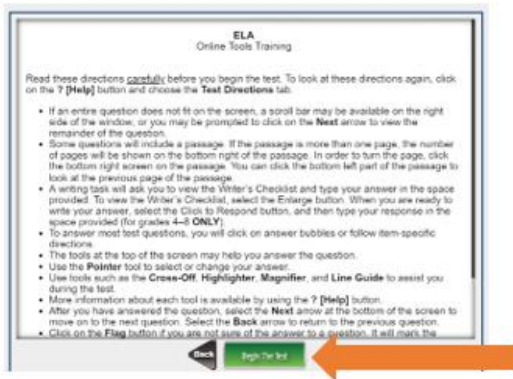 ELA
Online Tools Training
Read these directions carefully before you begin the test. To look at these directions again, click
on the ? [Help] button and choose the Test Directions tab.
• If an entire question does not fit on the screen, a scroll bar may be available on the right
side of the window, or you may be prompted to click on the Next arrow to view the
remainder of the question.
• Some questions will include a passage. If the passage is more than one page, the number
of pages will be shown on the bottom right of the passage. In order to turn the page, click
the bottom right screen on the passage. You can click the bottom left part of the passage to
look at the previous page of the passage.
• A writing task will ask you to view the Writer's Checklist and type your answer in the space
provided. To view the Writer's Checklist, select the Enlarge button. When you are ready to
write your answer, select the Click to Respond button, and then type your response in the
space provided (for grades 4–8 ONLY).
• To answer most test questions, you will click on answer bubbles or follow item-specific
directions.
• The tools at the top of the screen may help you answer the question.
• Use the Pointer tool to select or change your answer.
• Use tools such as the Cross-Off, Highlighter, Magnifier, and Line Guide to assist you
during the test.
• More information about each tool is available by using the ? [Help] button.
• After you have answered the question, select the Next arrow at the bottom of the screen to
move on to the next question. Select the Back arrow to return to the previous question.
• Click on the Flag button if you are not sure of the answer to a question. It will mark the
Back
Begin The Test